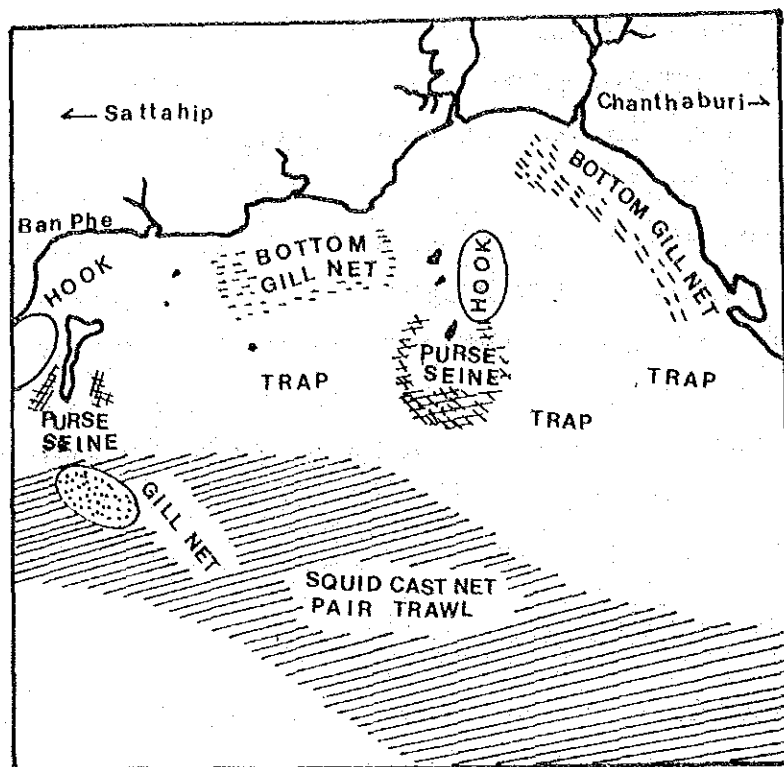 ← Sattahip
Chanthaburi→
Ban Phe
HOOK
BOTTOM
GILL NET
HOOK
BOTTOM GILL NET
PURSE
SEINE
TRAP
PURSE
SEINE
TRAP
TRAP
GILL NET
SQUID CAST NET
PAIR TRAWL